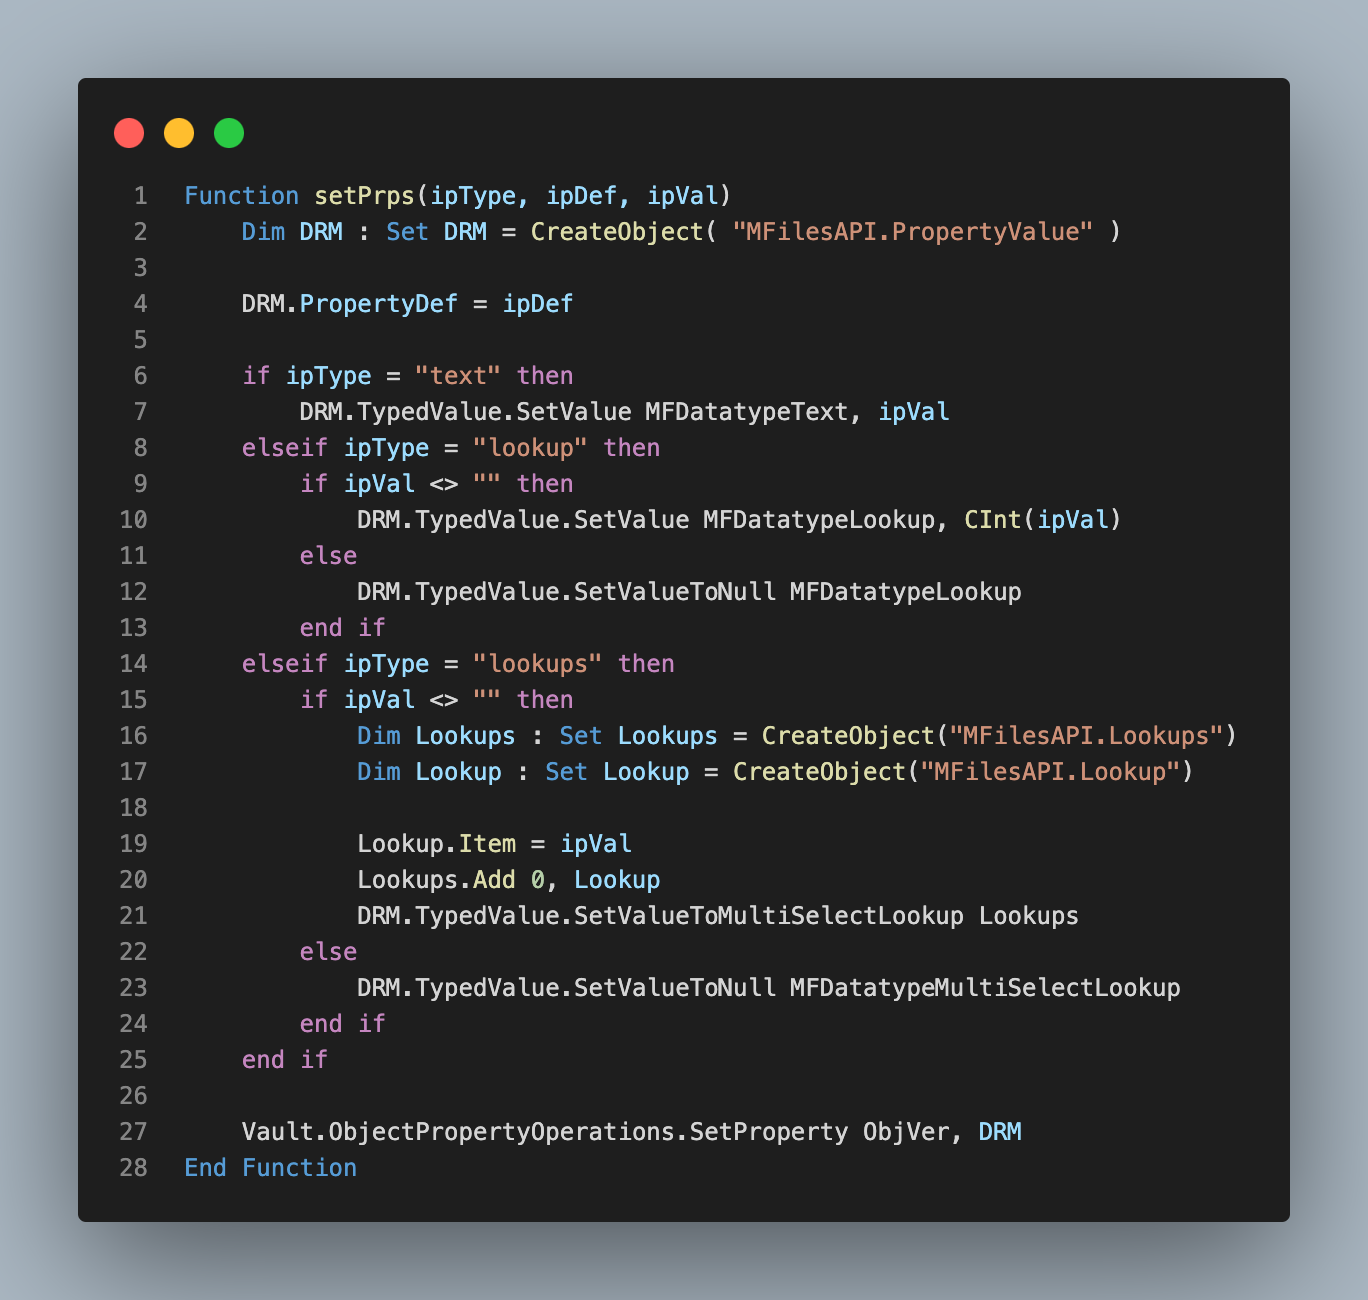 1 Function setPrps(ipType, ipDef, ipVal)
2     Dim DRM : Set DRM = CreateObject( "MFilesAPI.PropertyValue" )
3
4     DRM.PropertyDef = ipDef
5
6     if ipType = "text" then
7         DRM.TypedValue.SetValue MFDatatypeText, ipVal
8     elseif ipType = "lookup" then
9         if ipVal <> "" then
10             DRM.TypedValue.SetValue MFDatatypeLookup, CInt(ipVal)
11         else
12             DRM.TypedValue.SetValueToNull MFDatatypeLookup
13         end if
14     elseif ipType = "lookups" then
15         if ipVal <> "" then
16             Dim Lookups : Set Lookups = CreateObject("MFilesAPI.Lookups")
17             Dim Lookup : Set Lookup = CreateObject("MFilesAPI.Lookup")
18
19             Lookup.Item = ipVal
20             Lookups.Add 0, Lookup
21             DRM.TypedValue.SetValueToMultiSelectLookup Lookups
22         else
23             DRM.TypedValue.SetValueToNull MFDatatypeMultiSelectLookup
24         end if
25     end if
26
27     Vault.ObjectPropertyOperations.SetProperty ObjVer, DRM
28 End Function